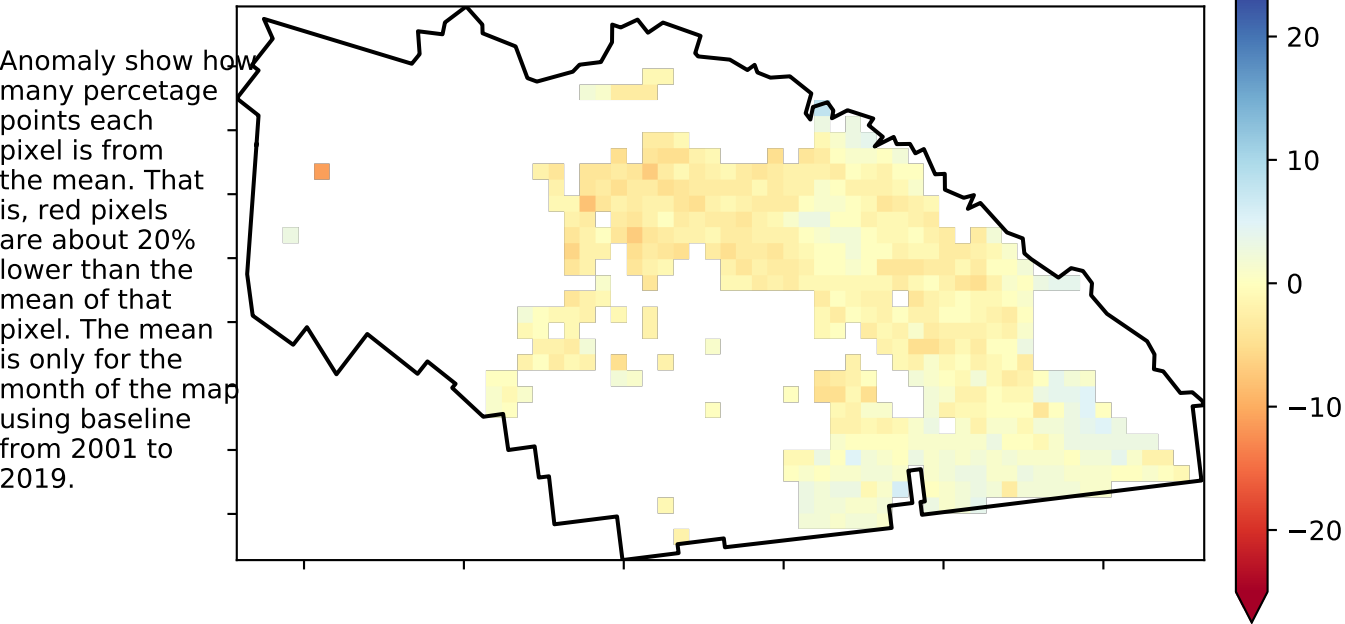 Anomaly show how
many percetage
points each
pixel is from
the mean. That
is, red pixels
are about 20%
lower than the
mean of that
pixel. The mean
is only for the
month of the map
using baseline
from 2001 to
2019.
20
10
0
−10
−20